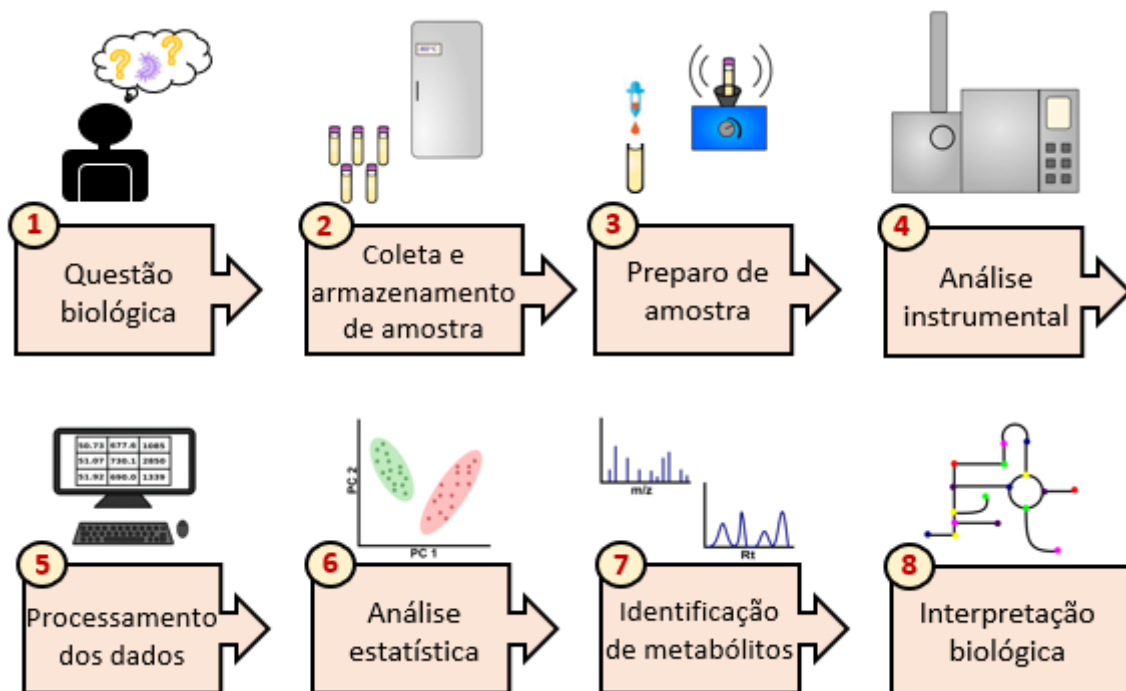 ? ?
-80°C
1
Questão
biológica
2
Coleta e
armazenamento
de amostra
3
Preparo de
amostra
4
Análise
instrumental
50.73 677.6 1085
51.07 730.1 2850
51.92 690.0 1339
5
Processamento
dos dados
PC 2
PC 1
6
Análise
estatística
m/z
Rt
7
Identificação
de metabólitos
8
Interpretação
biológica